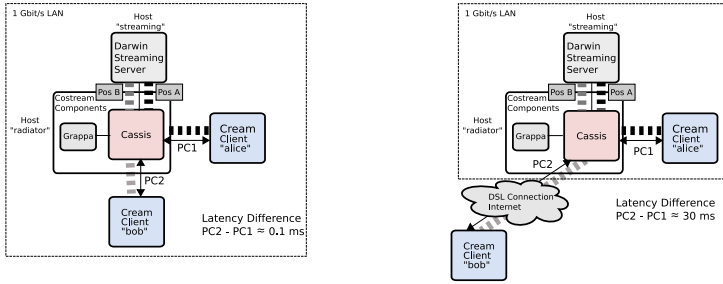 1 Gbit/s LAN
Host
"streaming"
Darwin
Streaming
Server
Pos B
Pos A
Costream
Components
Host
"radiator"
Grappa
Cassis
PC1
Cream
Client
"alice"
PC2
Cream
Client
"bob"
Latency Difference
PC2 - PC1 ≈ 0.1 ms
1 Gbit/s LAN
Host
"streaming"
Darwin
Streaming
Server
Pos B
Pos A
Costream
Components
Host
"radiator"
Grappa
Cassis
PC1
Cream
Client
"alice"
PC2
DSL Connection
Internet
Cream
Client
"bob"
Latency Difference
PC2 - PC1 ≈ 30 ms